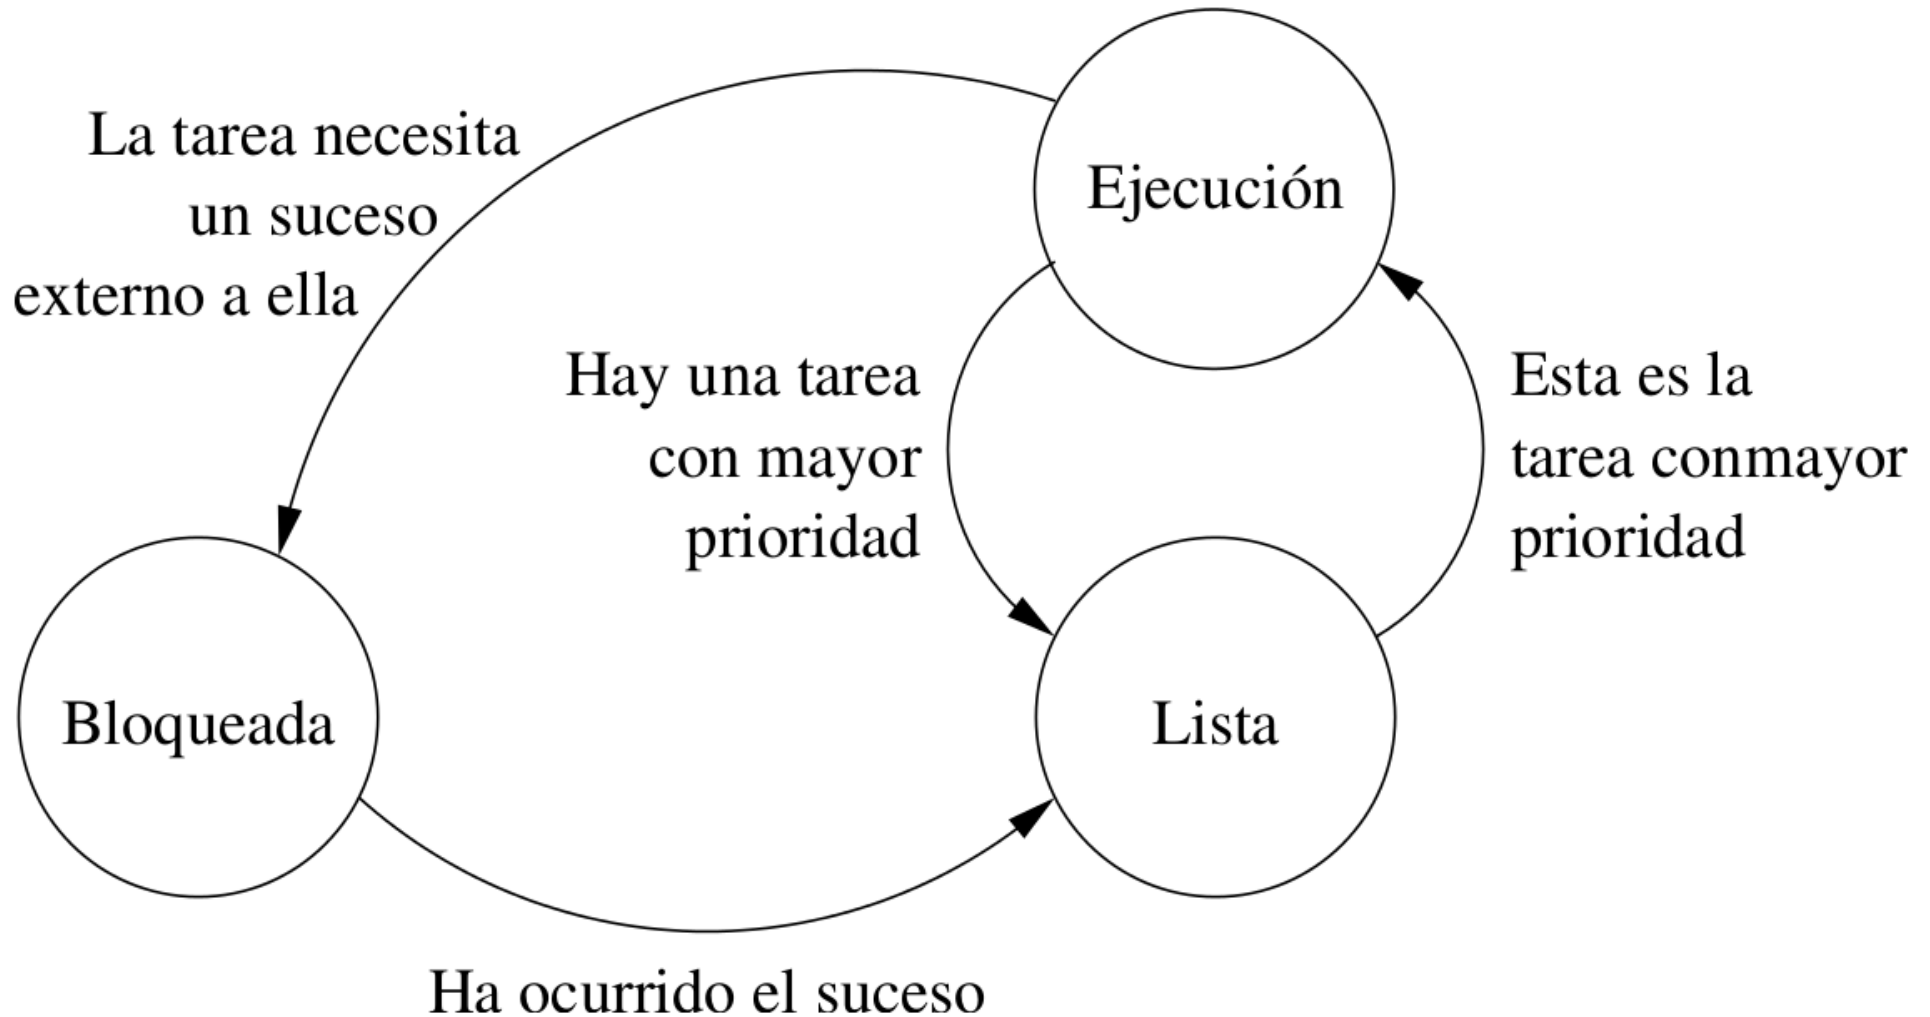 La tarea necesita
un suceso
externo a ella
Ejecución
Hay una tarea
con mayor
prioridad
Esta es la
tarea conmayor
prioridad
Bloqueada
Lista
Ha ocurrido el suceso